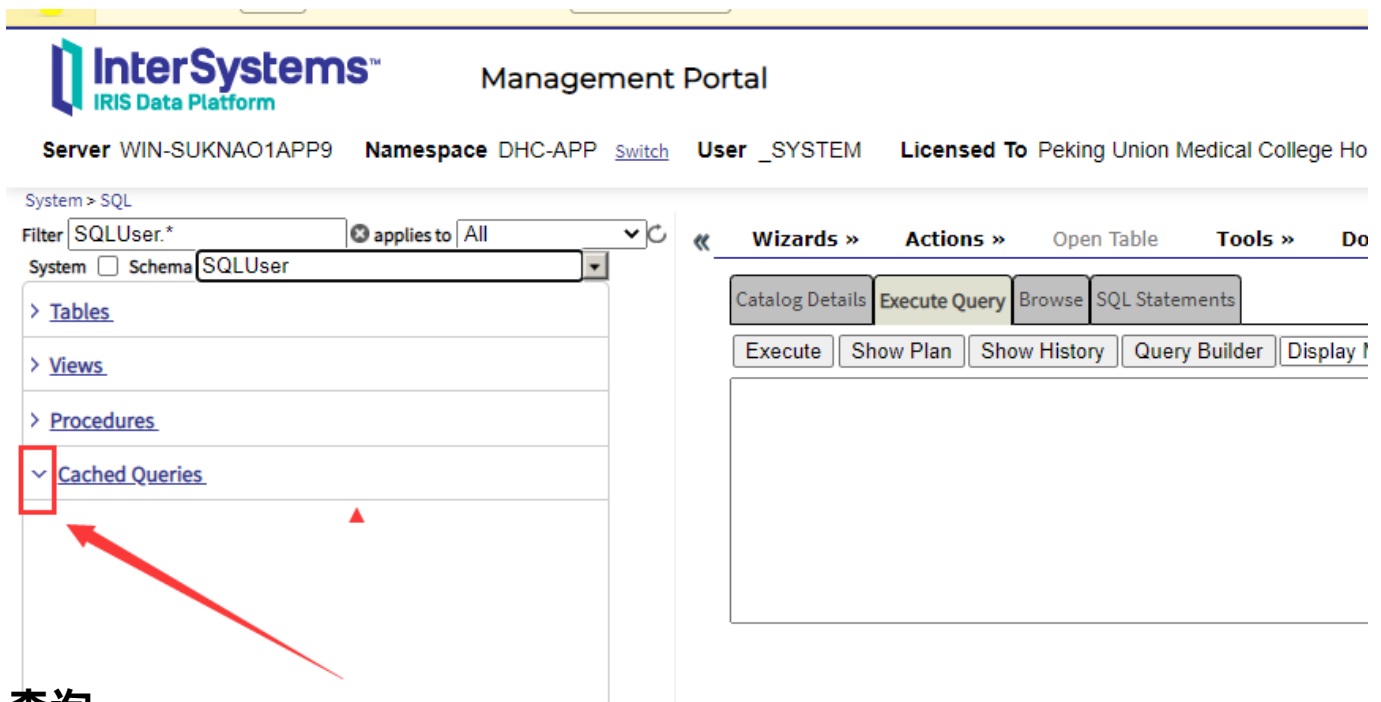 InterSystems™
IRIS Data Platform
Management Portal
Server WIN-SUKNAO1APP9 Namespace DHC-APP Switch User _SYSTEM Licensed To Peking Union Medical College Ho
System > SQL
Filter SQLUser.* applies to All
System Schema SQLUser
« Wizards » Actions » Open Table Tools » Do
Catalog Details Execute Query Browse SQL Statements
Execute Show Plan Show History Query Builder Display
> Tables
> Views
> Procedures
Cached Queries